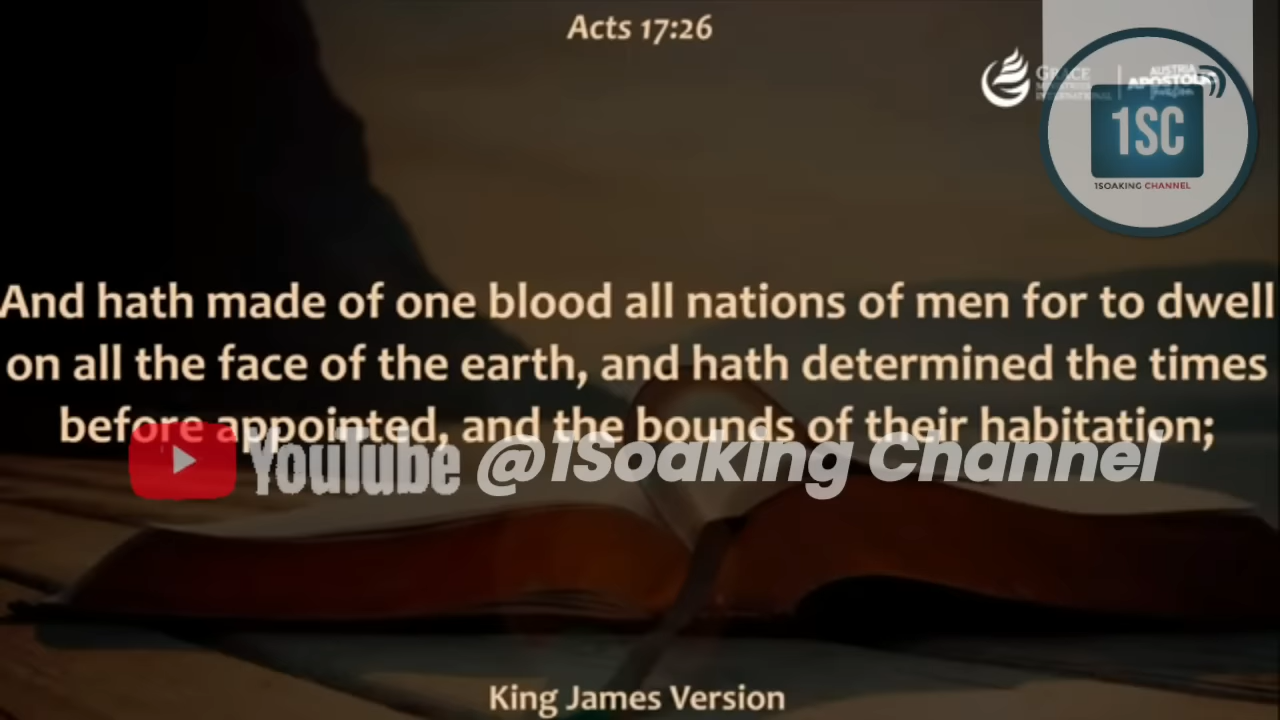 Acts 17:26
GRACE
AUSTRIA
1SC
1SOAKING CHANNEL
And hath made of one blood all nations of men for to dwell
on all the face of the earth, and hath determined the times
before appointed, and the bounds of their habitation;
YouTube @1Soaking Channel
King James Version